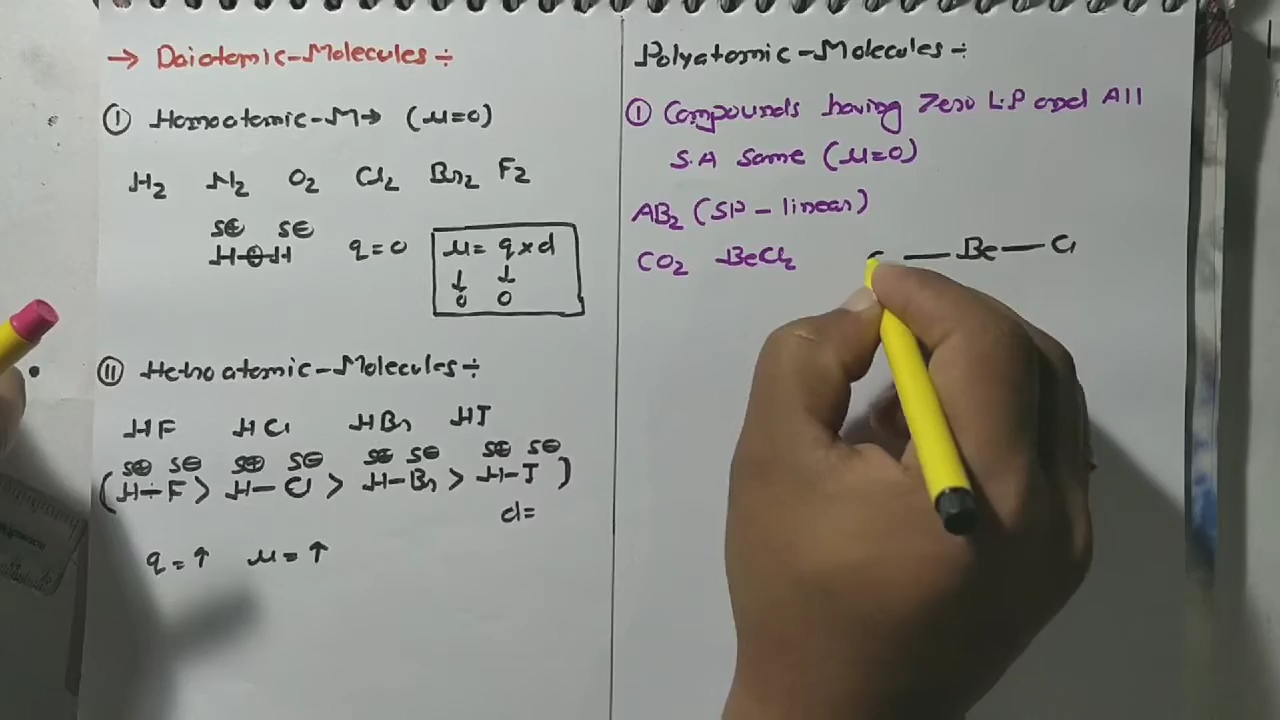 → Daiotomic-Molecules ÷
① Homoatomic-M → (μ=0)
H₂ N₂ O₂ Cl₂ Br₂ F₂
S⊕ S⊖
H⊖H q=0 μ= q×d
↓ ↓
0 0
② Hetroatomic-Molecules ÷
HF HCl HBr HI
S⊕ S⊖ S⊕ S⊖ S⊕ S⊖ S⊕ S⊖
(H-F > H-Cl > H-Br > H-I)
d=
q=↑ μ=↑
Polyatomic-Molecules ÷
① Compounds having Zero L.P and All
S.A Same (μ=0)
AB₂ (SP - linear)
CO₂ BeCl₂ C — Be — Cl